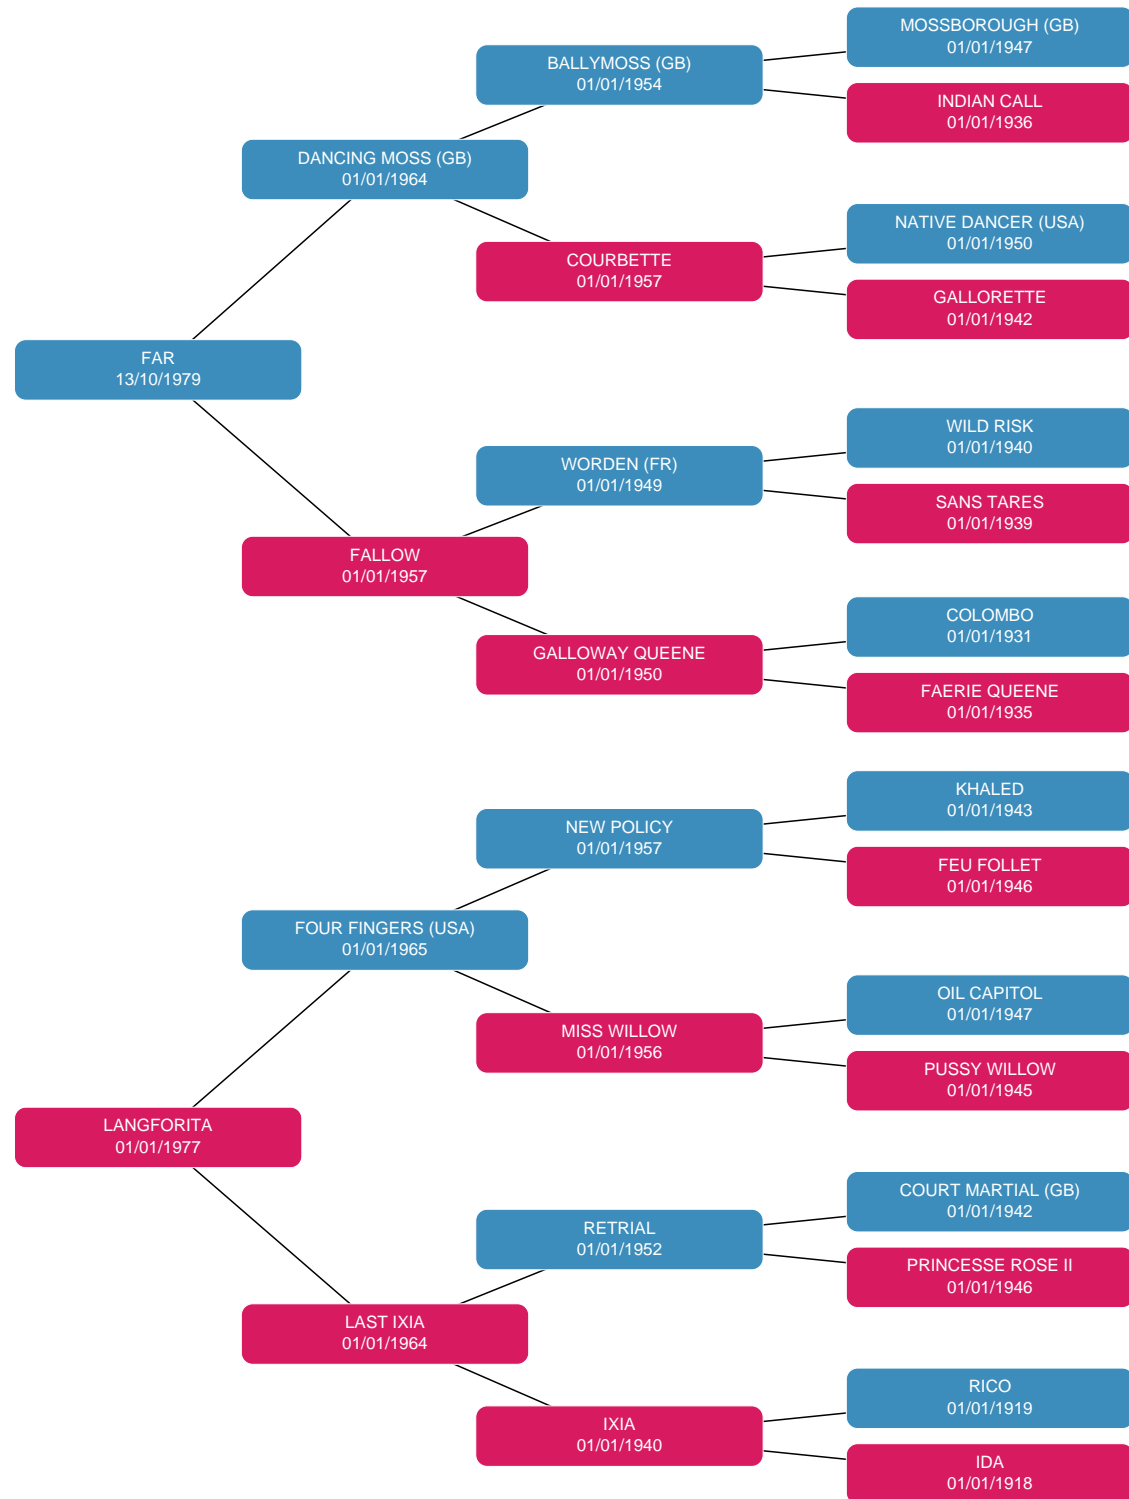 MOSSBOROUGH (GB)
01/01/1947
BALLYMOSS (GB)
01/01/1954
INDIAN CALL
01/01/1936
DANCING MOSS (GB)
01/01/1964
NATIVE DANCER (USA)
01/01/1950
COURBETTE
01/01/1957
GALLORETTE
01/01/1942
FAR
13/10/1979
WILD RISK
01/01/1940
WORDEN (FR)
01/01/1949
SANS TARES
01/01/1939
FALLOW
01/01/1957
COLOMBO
01/01/1931
GALLOWAY QUEENE
01/01/1950
FAERIE QUEENE
01/01/1935
KHALED
01/01/1943
NEW POLICY
01/01/1957
FEU FOLLET
01/01/1946
FOUR FINGERS (USA)
01/01/1965
OIL CAPITOL
01/01/1947
MISS WILLOW
01/01/1956
PUSSY WILLOW
01/01/1945
LANGFORITA
01/01/1977
COURT MARTIAL (GB)
01/01/1942
RETRIAL
01/01/1952
PRINCESSE ROSE II
01/01/1946
LAST IXIA
01/01/1964
RICO
01/01/1919
IXIA
01/01/1940
IDA
01/01/1918